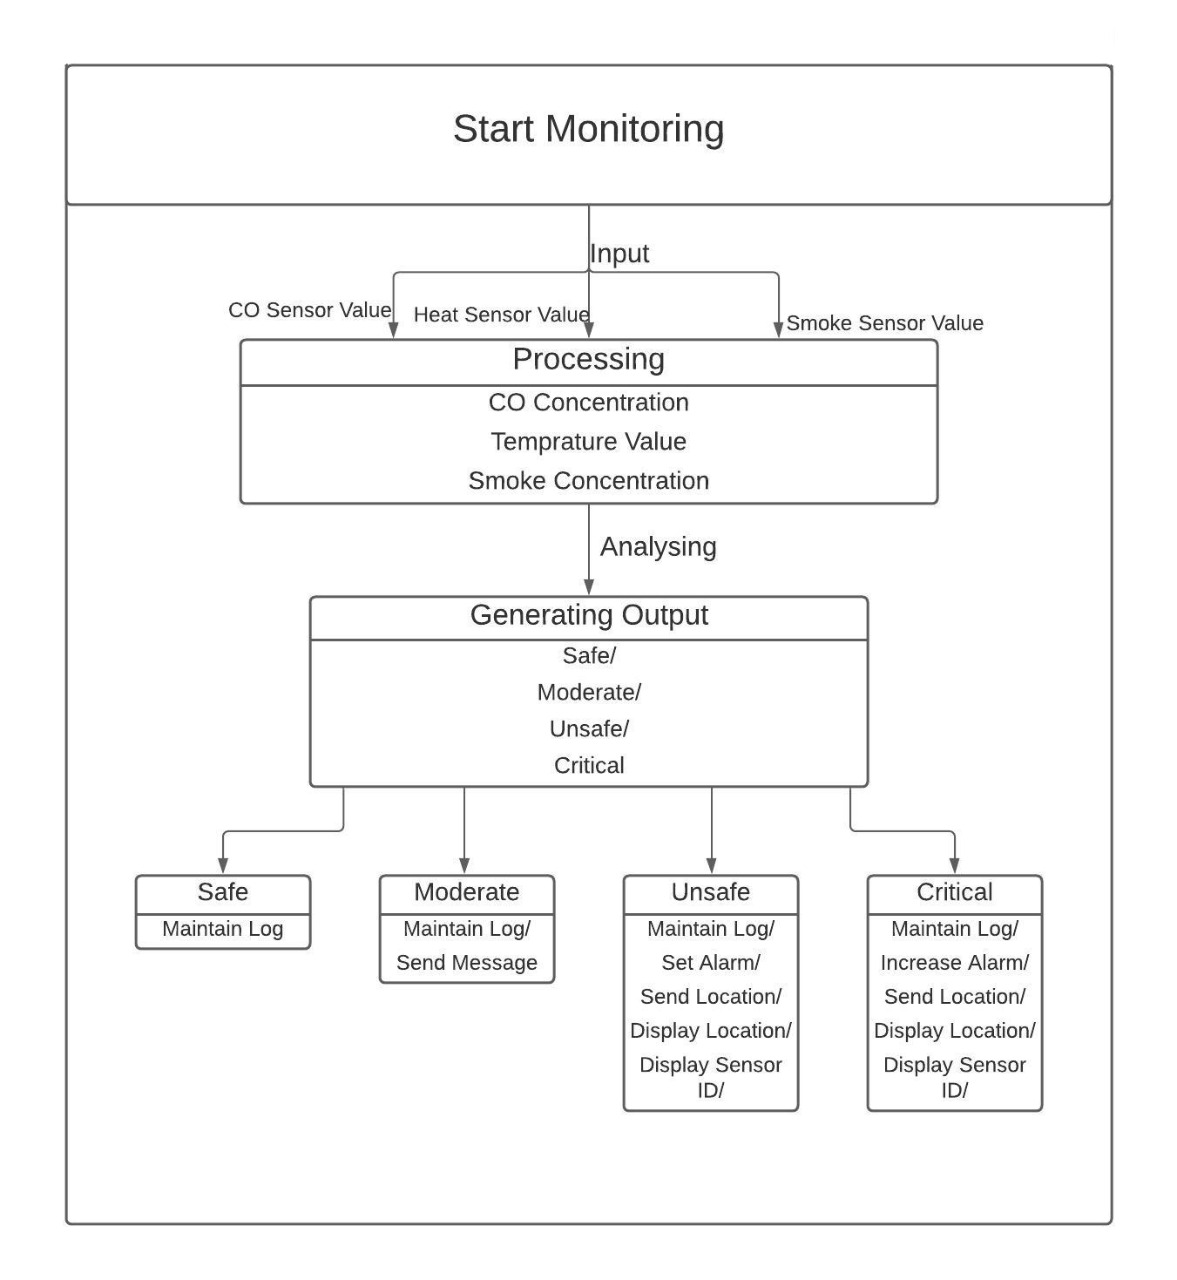 Start Monitoring
Input
CO Sensor Value
Heat Sensor Value
Smoke Sensor Value
Processing
CO Concentration
Temprature Value
Smoke Concentration
Analysing
Generating Output
Safe/
Moderate/
Unsafe/
Critical
Safe
Maintain Log
Moderate
Maintain Log/
Send Message
Unsafe
Maintain Log/
Set Alarm/
Send Location/
Display Location/
Display Sensor
ID/
Critical
Maintain Log/
Increase Alarm/
Send Location/
Display Location/
Display Sensor
ID/